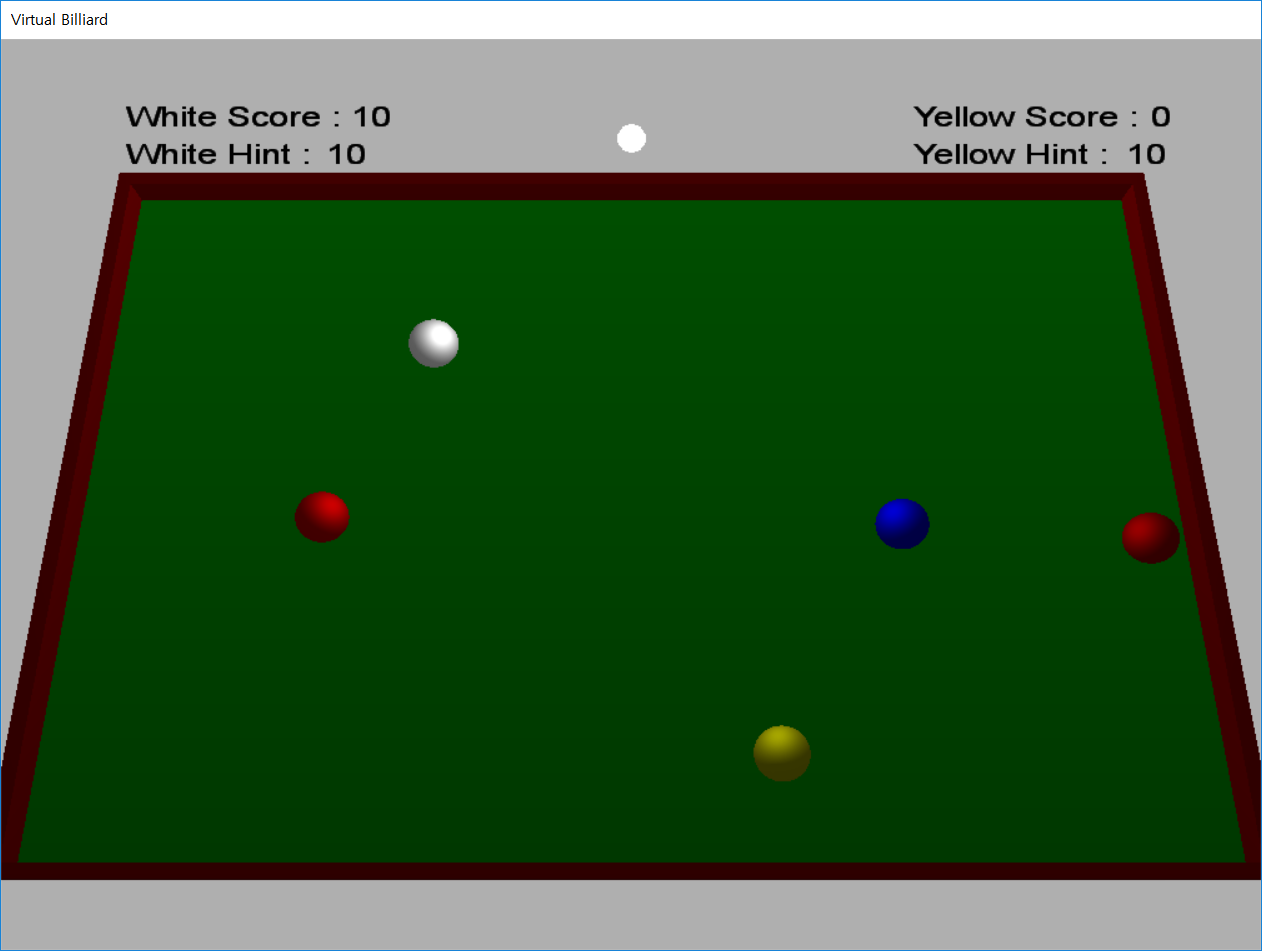 Virtual Billiard
White Score : 10
White Hint : 10
Yellow Score : 0
Yellow Hint : 10